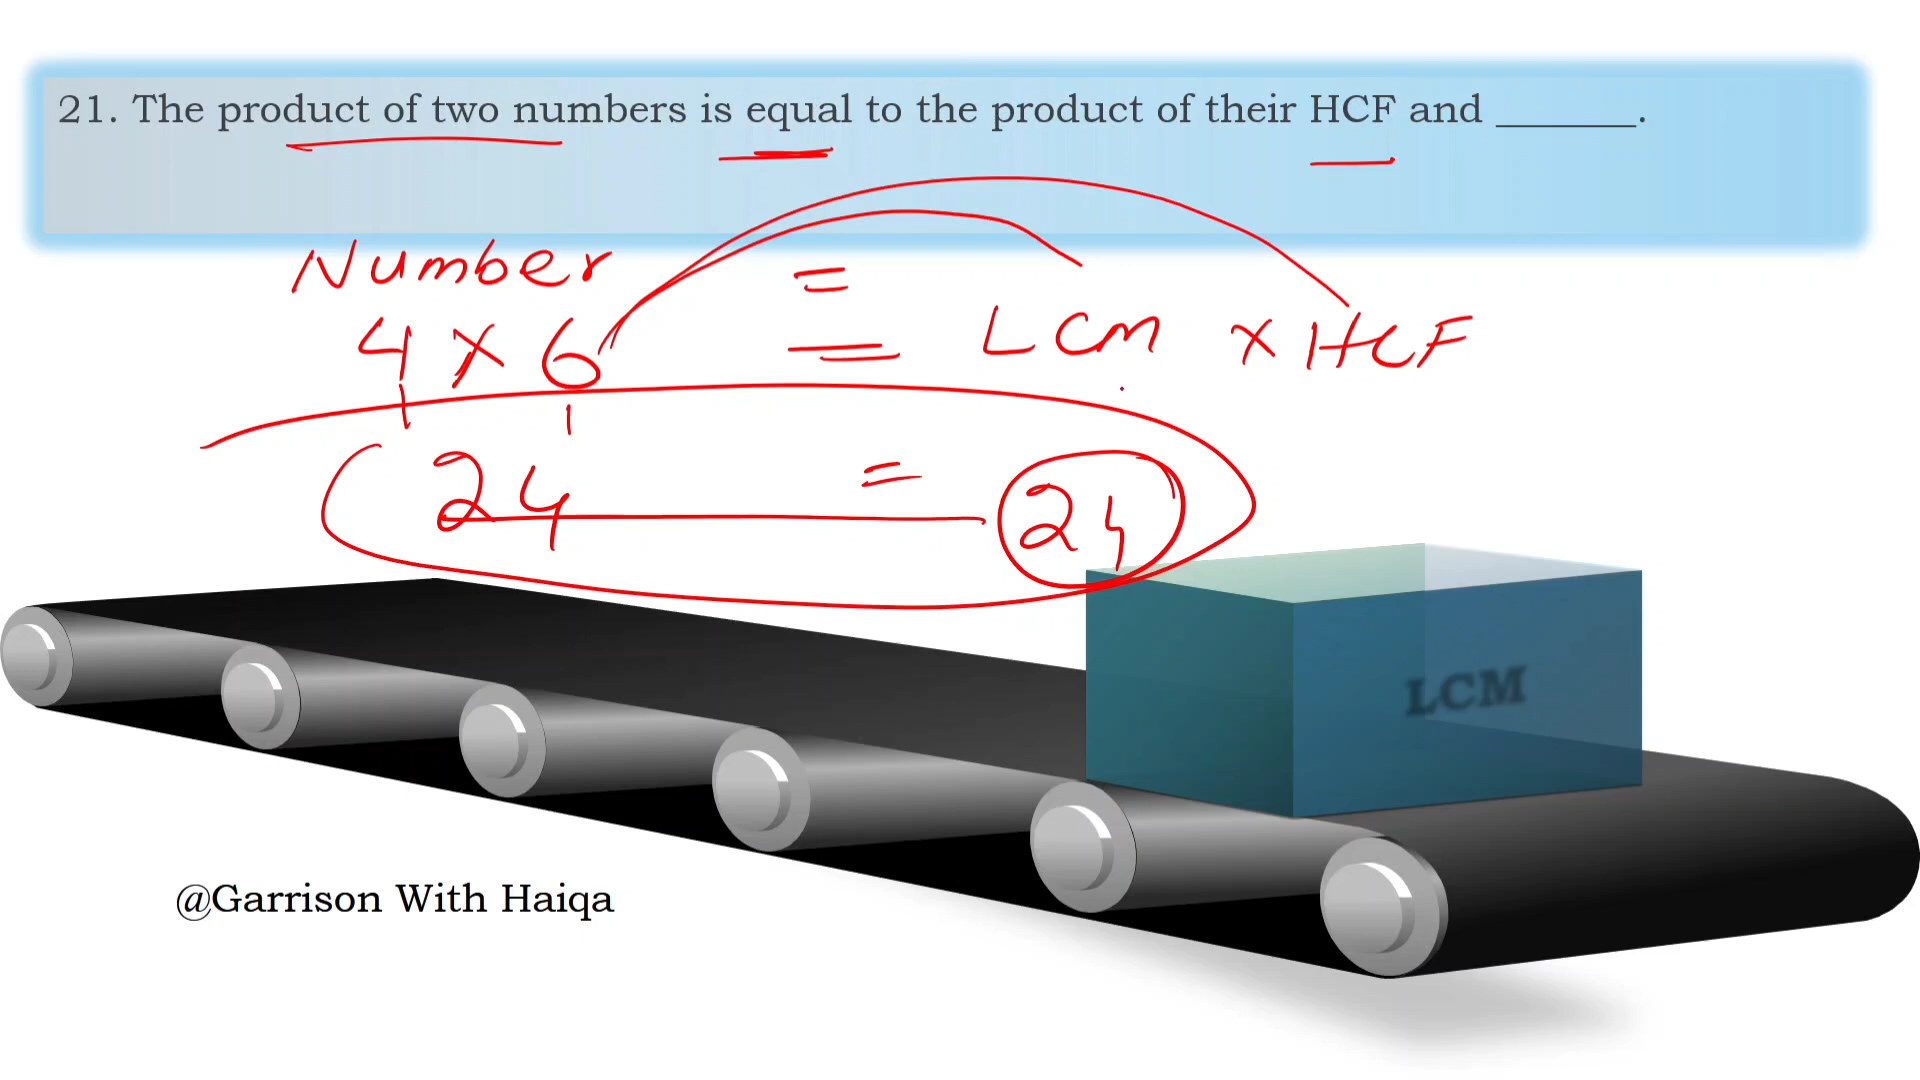 21. The product of two numbers is equal to the product of their HCF and _______.
Number =
4 x 6 = LCM x HCF
24 = 24
LCM
@Garrison With Haiqa